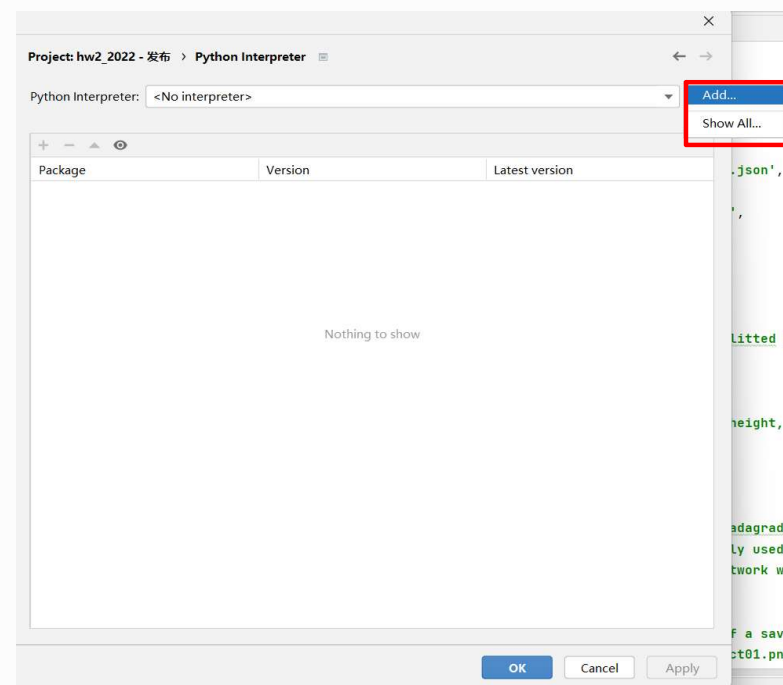 Project: hw2_2022 - 发布 › Python Interpreter
Python Interpreter: <No interpreter>
Add...
Show All...
Package Version Latest version
.json',
',
Nothing to show
litted
height,
adagrad
ly used
twork w
f a sav
ct01.pn
OK Cancel Apply